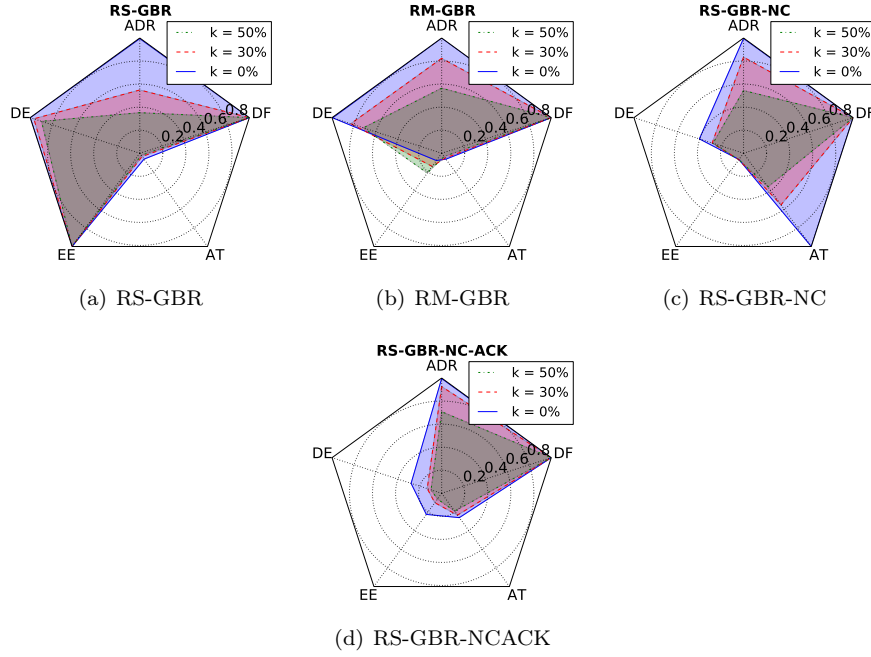 RS-GBR
ADR
k = 50%
k = 30%
k = 0%
DE
DF
0.2 0.4 0.6 0.8
EE
AT
(a) RS-GBR
RM-GBR
ADR
k = 50%
k = 30%
k = 0%
DE
DF
0.2 0.4 0.6 0.8
EE
AT
(b) RM-GBR
RS-GBR-NC
ADR
k = 50%
k = 30%
k = 0%
DE
DF
0.2 0.4 0.6 0.8
EE
AT
(c) RS-GBR-NC
RS-GBR-NC-ACK
ADR
k = 50%
k = 30%
k = 0%
DE
DF
0.2 0.4 0.6 0.8
EE
AT
(d) RS-GBR-NCACK